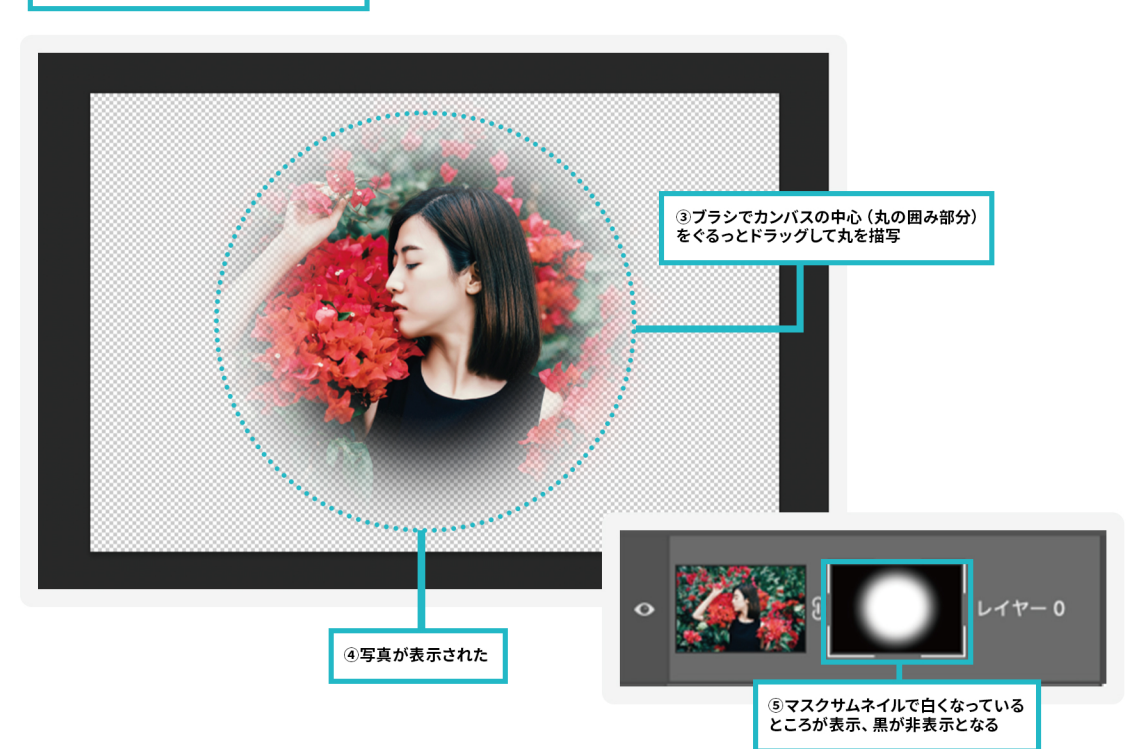 ③ブラシでカンバスの中心（丸の囲み部分）
をぐるっとドラッグして丸を描写
レイヤー 0
④写真が表示された
⑤マスクサムネイルで白くなっている
ところが表示、黒が非表示となる